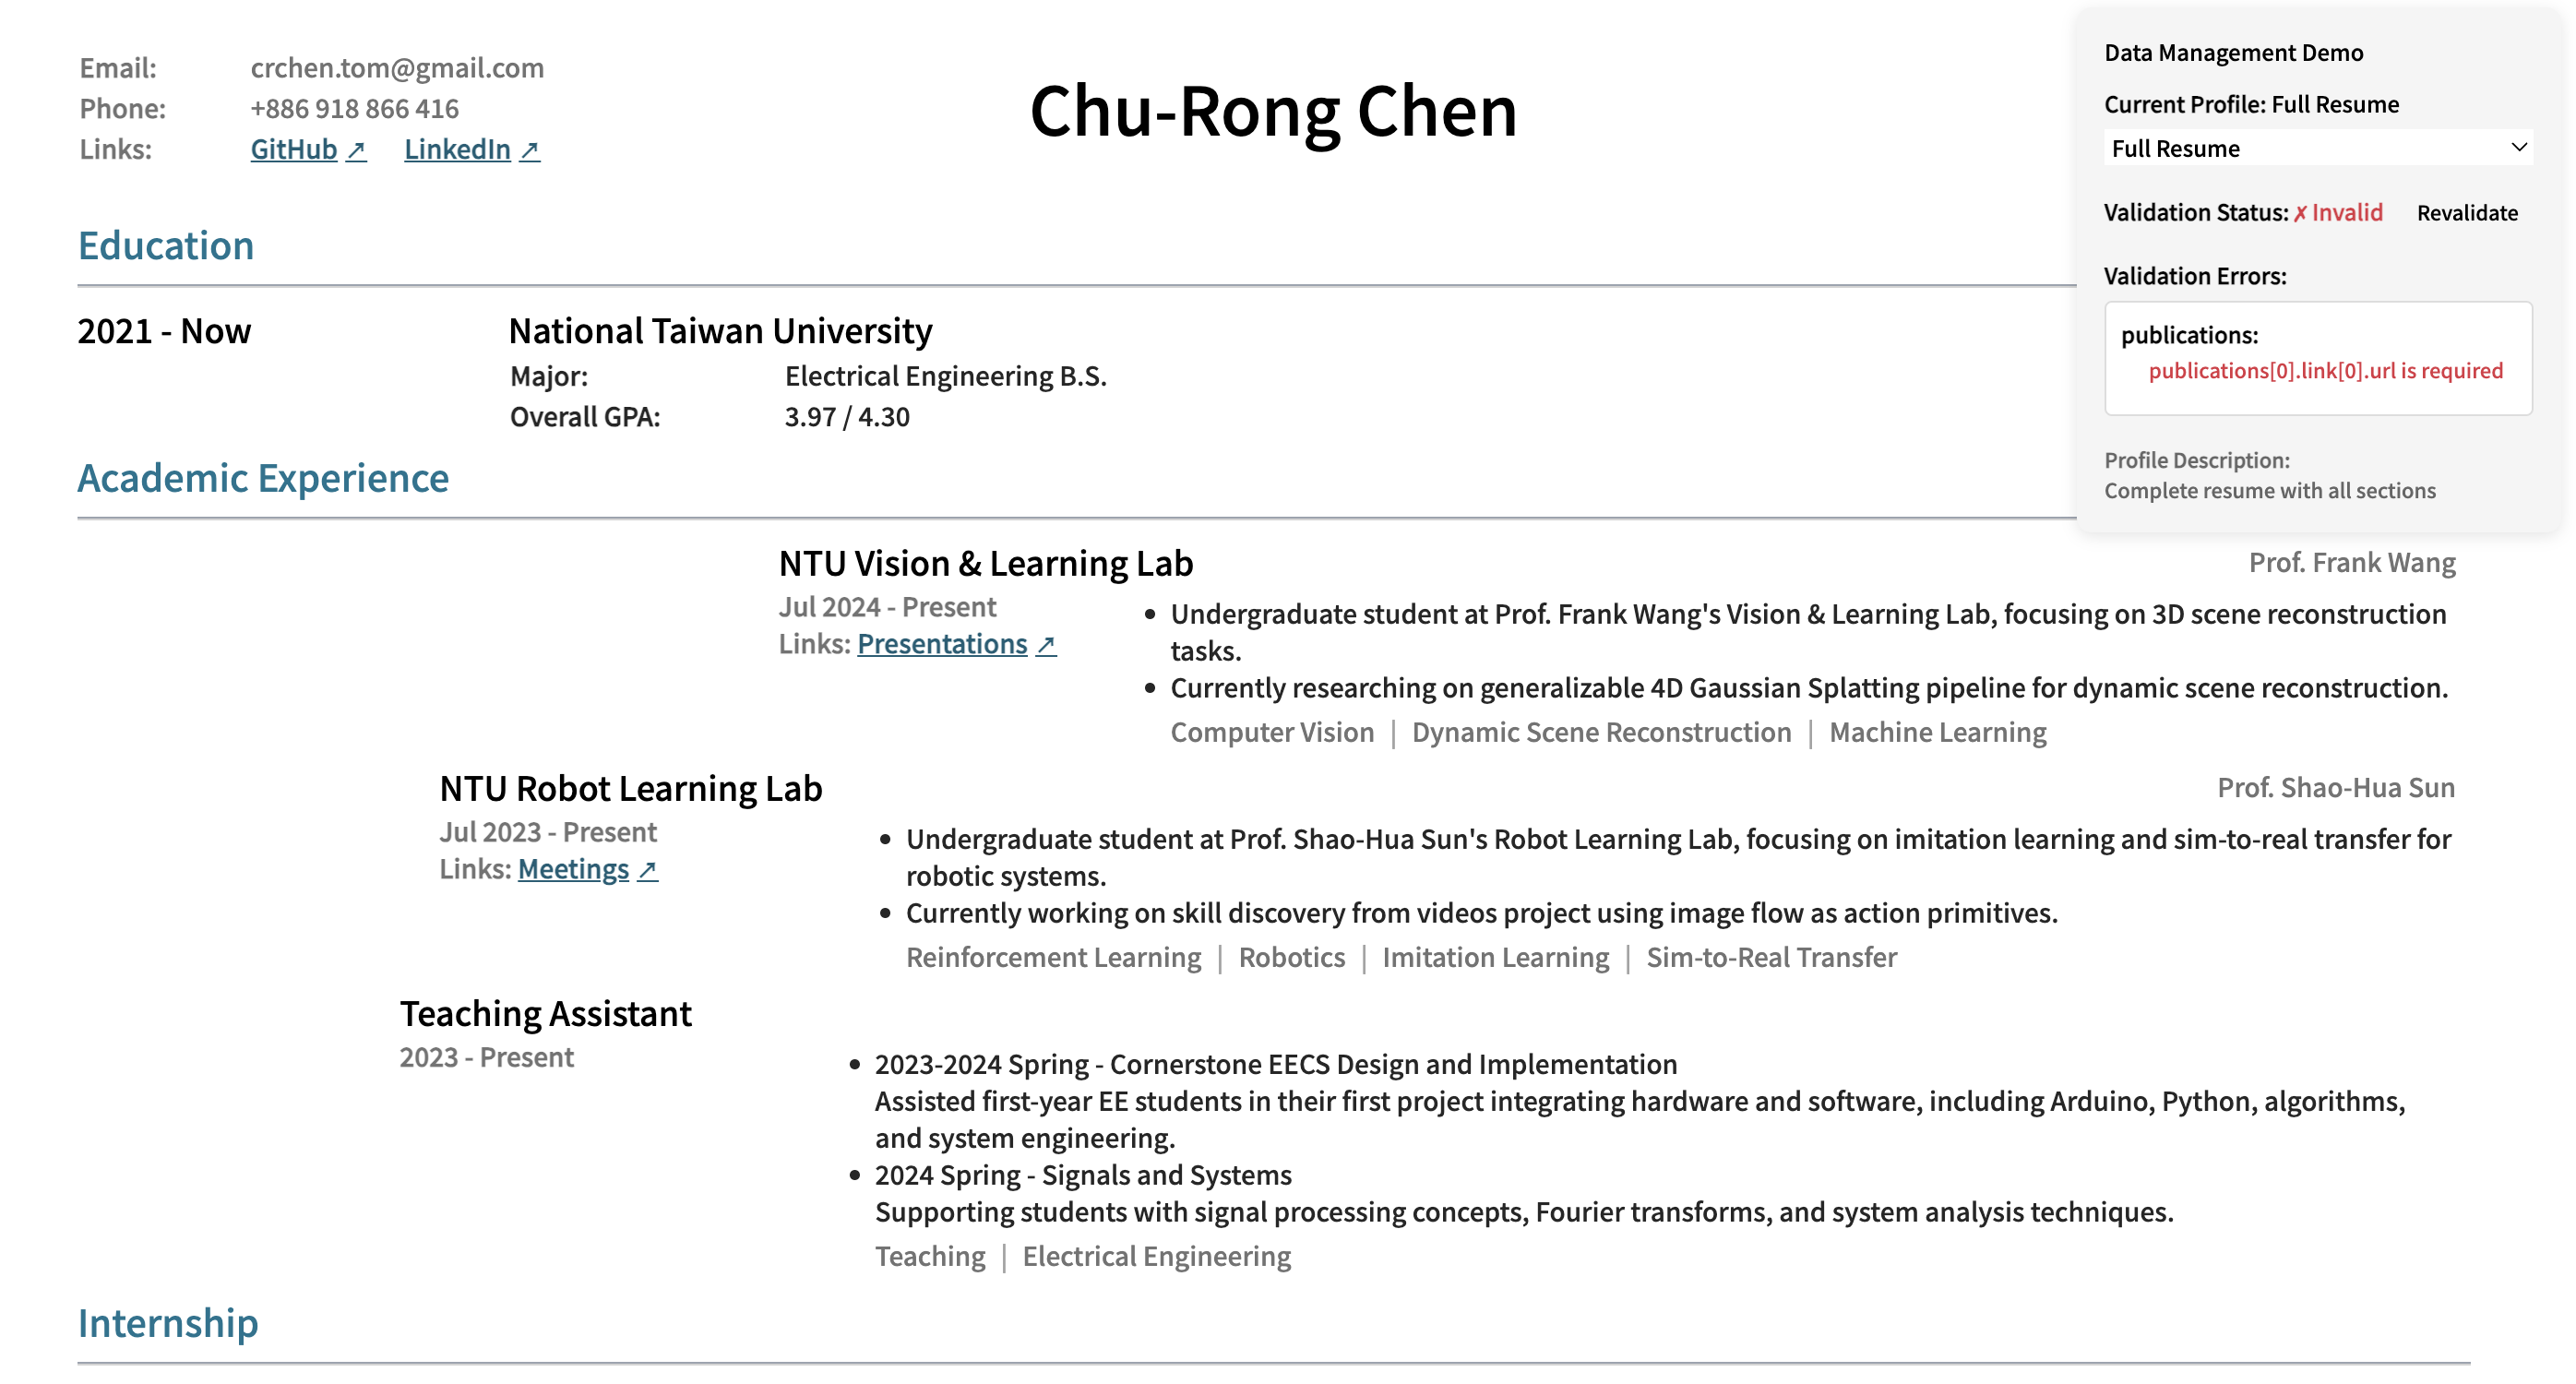 Email: crchen.tom@gmail.com
Phone: +886 918 866 416
Links: GitHub ↗ LinkedIn ↗
Chu-Rong Chen
Education
2021 - Now
National Taiwan University
Major: Electrical Engineering B.S.
Overall GPA: 3.97 / 4.30
Academic Experience
NTU Vision & Learning Lab
Prof. Frank Wang
Jul 2024 - Present
Links: Presentations ↗
• Undergraduate student at Prof. Frank Wang's Vision & Learning Lab, focusing on 3D scene reconstruction
tasks.
• Currently researching on generalizable 4D Gaussian Splatting pipeline for dynamic scene reconstruction.
Computer Vision | Dynamic Scene Reconstruction | Machine Learning
NTU Robot Learning Lab
Prof. Shao-Hua Sun
Jul 2023 - Present
Links: Meetings ↗
• Undergraduate student at Prof. Shao-Hua Sun's Robot Learning Lab, focusing on imitation learning and sim-to-real transfer for
robotic systems.
• Currently working on skill discovery from videos project using image flow as action primitives.
Reinforcement Learning | Robotics | Imitation Learning | Sim-to-Real Transfer
Teaching Assistant
2023 - Present
• 2023-2024 Spring - Cornerstone EECS Design and Implementation
Assisted first-year EE students in their first project integrating hardware and software, including Arduino, Python, algorithms,
and system engineering.
• 2024 Spring - Signals and Systems
Supporting students with signal processing concepts, Fourier transforms, and system analysis techniques.
Teaching | Electrical Engineering
Internship
Data Management Demo
Current Profile: Full Resume
Full Resume
Validation Status: ✗ Invalid Revalidate
Validation Errors:
publications:
publications[0].link[0].url is required
Profile Description:
Complete resume with all sections